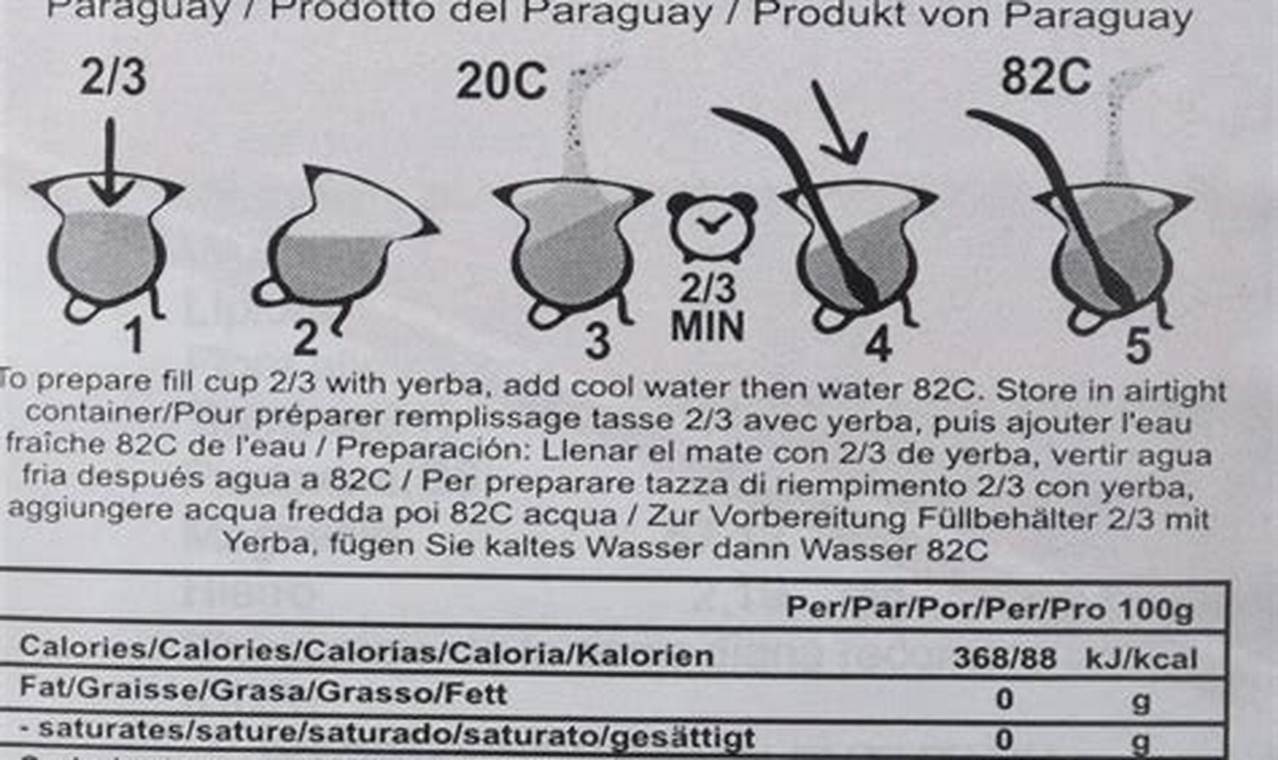 Paraguay / Prodotto del Paraguay / Produkt von Paraguay
2/3
20C
82C
2/3
MIN
1
2
3
4
5
To prepare fill cup 2/3 with yerba, add cool water then water 82C. Store in airtight
container/Pour préparer remplissage tasse 2/3 avec yerba, puis ajouter l'eau
fraîche 82C de l'eau / Preparación: Llenar el mate con 2/3 de yerba, vertir agua
fria después agua a 82C / Per preparare tazza di riempimento 2/3 con yerba,
aggiungere acqua fredda poi 82C acqua / Zur Vorbereitung Füllbehälter 2/3 mit
Yerba, fügen Sie kaltes Wasser dann Wasser 82C
Per/Par/Por/Per/Pro 100g
Calories/Calories/Calorías/Caloria/Kalorien 368/88 kJ/kcal
Fat/Graisse/Grasa/Grasso/Fett 0 g
- saturates/sature/saturado/saturato/gesättigt 0 g